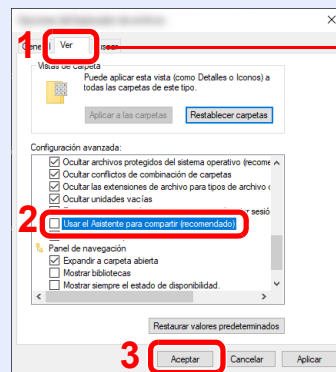 1
Ver
Vistas de carpeta
Puede aplicar esta vista (como Detalles o Iconos) a
todas las carpetas de este tipo.
Aplicar a las carpetas
Restablecer carpetas
Configuración avanzada:
Ocultar archivos protegidos del sistema operativo (recome
Ocultar conflictos de combinación de carpetas
Ocultar las extensiones de archivo para tipos de archivo c
Ocultar unidades vacías
sesió
2
Usar el Asistente para compartir (recomendado)
Panel de navegación
Expandir a carpeta abierta
Mostrar bibliotecas
Mostrar siempre el estado de disponibilidad.
Restaurar valores predeterminados
3
Aceptar
Cancelar
Aplicar